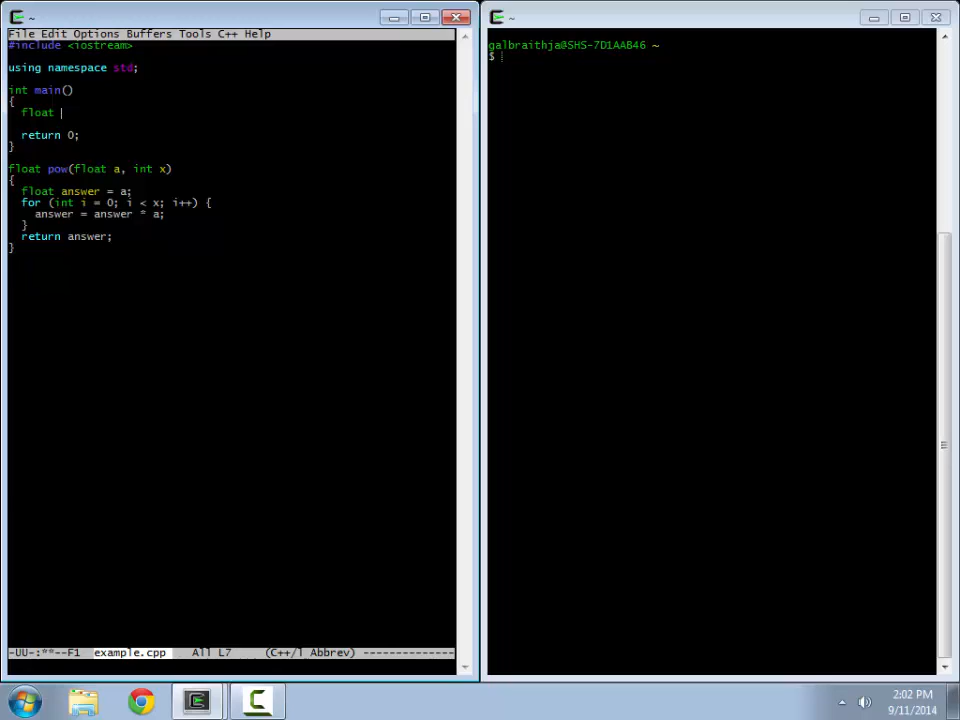 ~
File Edit Options Buffers Tools C++ Help
#include <iostream>
using namespace std;
int main()
{
float
return 0;
}
float pow(float a, int x)
{
float answer = a;
for (int i = 0; i < x; i++) {
answer = answer * a;
}
return answer;
}
-UU-:**--F1 example.cpp All L7 (C++/l Abbrev) --------------
~
galbraithja@SHS-7D1AAB46 ~
$
2:02 PM
9/11/2014